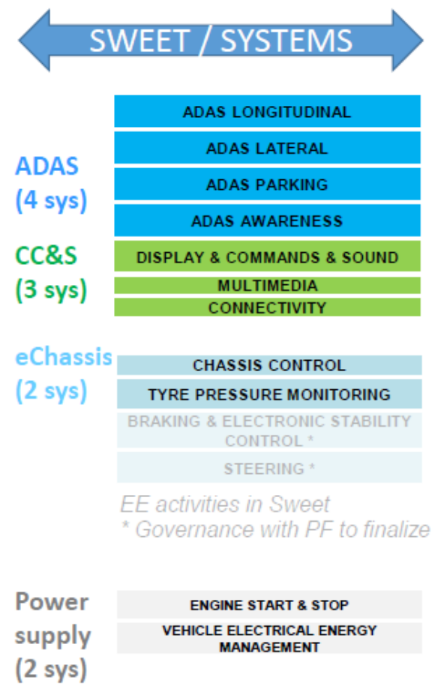 SWEET / SYSTEMS
ADAS
(4 sys)
ADAS LONGITUDINAL
ADAS LATERAL
ADAS PARKING
ADAS AWARENESS
CC&S
(3 sys)
DISPLAY & COMMANDS & SOUND
MULTIMEDIA
CONNECTIVITY
eChassis
(2 sys)
CHASSIS CONTROL
TYRE PRESSURE MONITORING
BRAKING & ELECTRONIC STABILITY
CONTROL *
STEERING *
EE activities in Sweet
* Governance with PF to finalize
Power
supply
(2 sys)
ENGINE START & STOP
VEHICLE ELECTRICAL ENERGY
MANAGEMENT